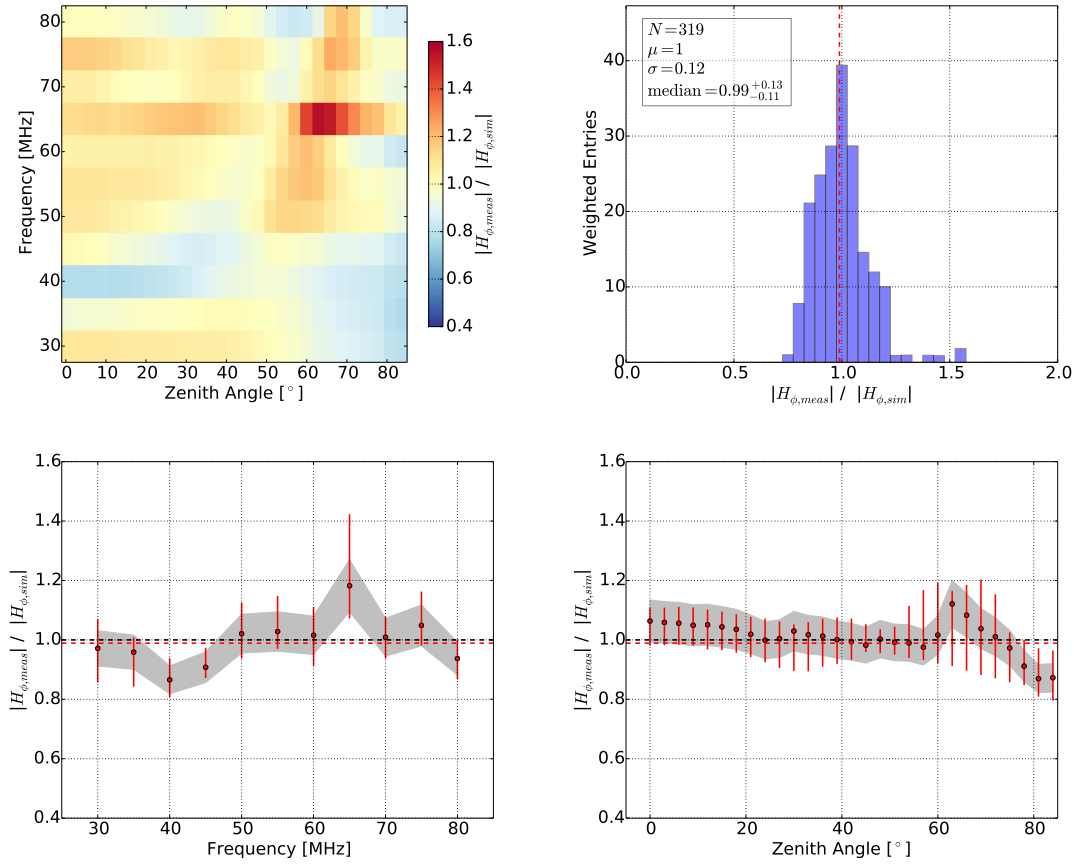 80
70
60
50
40
30
Frequency [MHz]
0 10 20 30 40 50 60 70 80
Zenith Angle [°]
1.6
1.4
1.2
1.0
0.8
0.6
0.4
|H_{ϕ,meas}| / |H_{ϕ,sim}|
N=319
μ=1
σ=0.12
median=0.99^{+0.13}_{-0.11}
40
30
20
10
0
Weighted Entries
0.0 0.5 1.0 1.5 2.0
|H_{ϕ,meas}| / |H_{ϕ,sim}|
1.6
1.4
1.2
1.0
0.8
0.6
0.4
|H_{ϕ,meas}| / |H_{ϕ,sim}|
30 40 50 60 70 80
Frequency [MHz]
1.6
1.4
1.2
1.0
0.8
0.6
0.4
|H_{ϕ,meas}| / |H_{ϕ,sim}|
0 20 40 60 80
Zenith Angle [°]